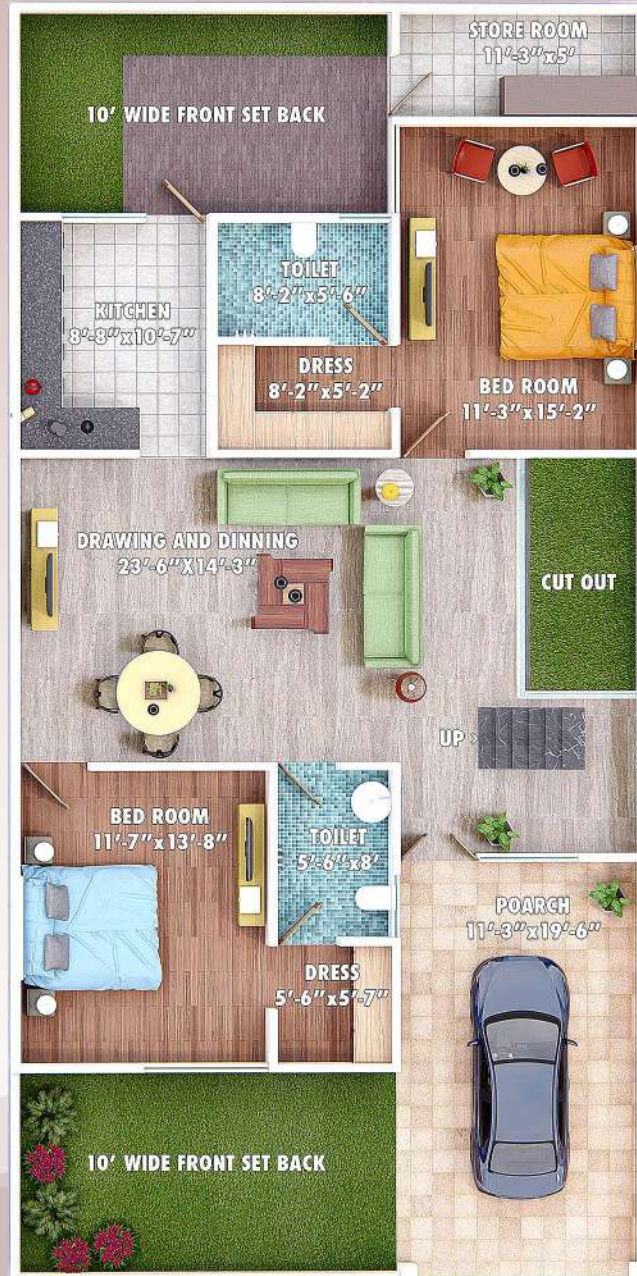 STORE ROOM
11'-3"x5'
10' WIDE FRONT SET BACK
TOILET
8'-2"x5'-6"
KITCHEN
8'-8"x10'-7"
DRESS
8'-2"x5'-2"
BED ROOM
11'-3"x15'-2"
DRAWING AND DINNING
23'-6"X14'-3"
CUT OUT
UP
BED ROOM
11'-7"x13'-8"
TOILET
5'-6"x8'
POARCH
11'-3"x19'-6"
DRESS
5'-6"x5'-7"
10' WIDE FRONT SET BACK